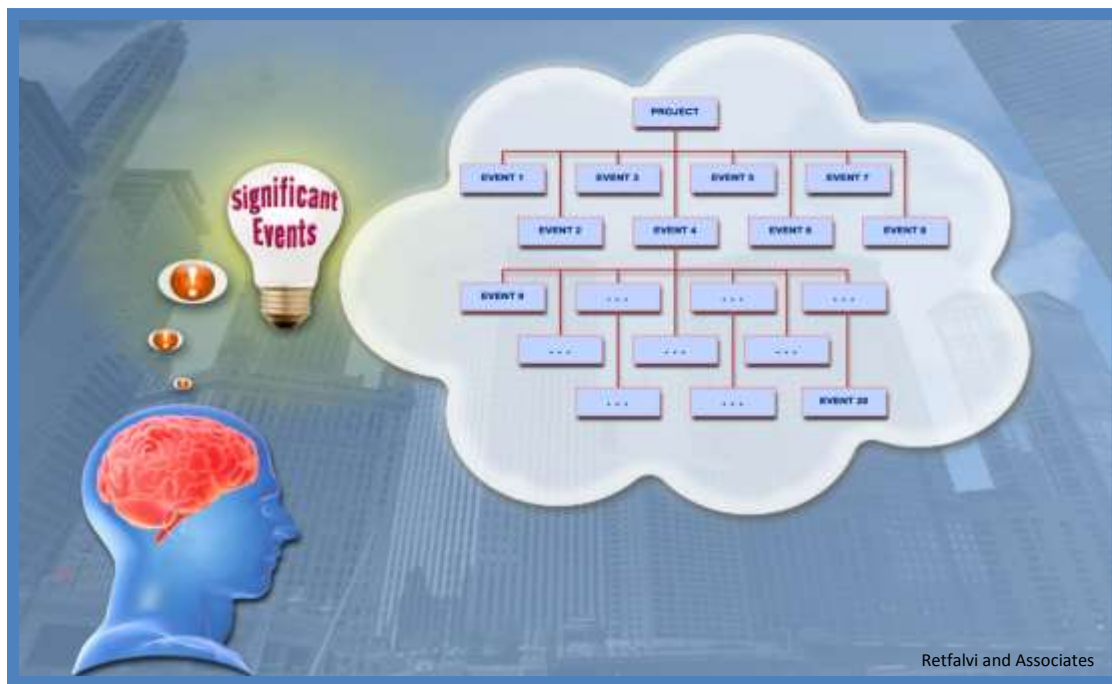 PROJECT
EVENT 1
EVENT 3
EVENT 5
EVENT 7
Significant
Events
EVENT 2
EVENT 4
EVENT 6
EVENT 8
EVENT 9
...
...
...
...
...
...
...
...
EVENT 20
Retfalvi and Associates